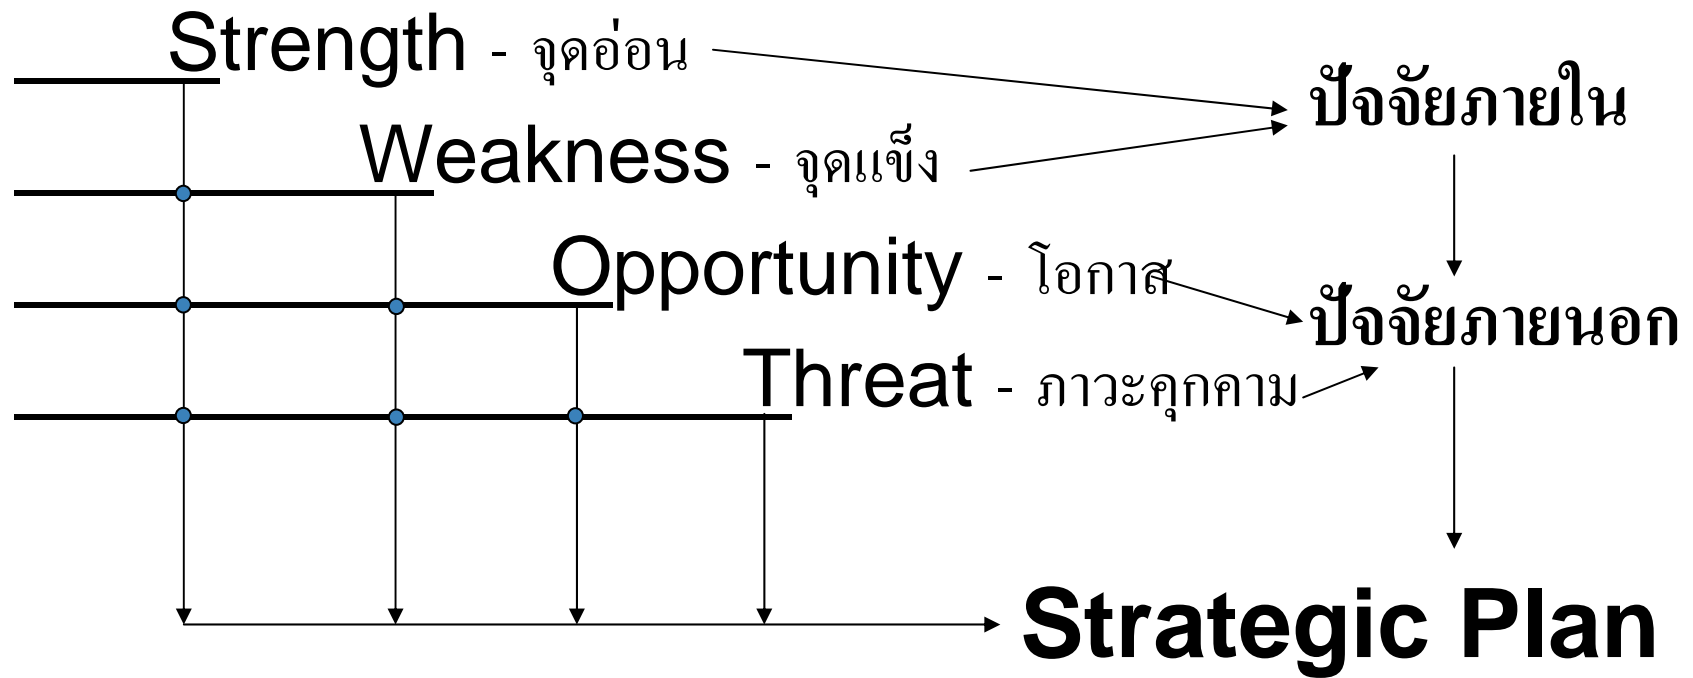 Strength - จุดอ่อน
ปัจจัยภายใน
Weakness - จุดแข็ง
Opportunity - โอกาส
ปัจจัยภายนอก
Threat - ภาวะคุกคาม
Strategic Plan